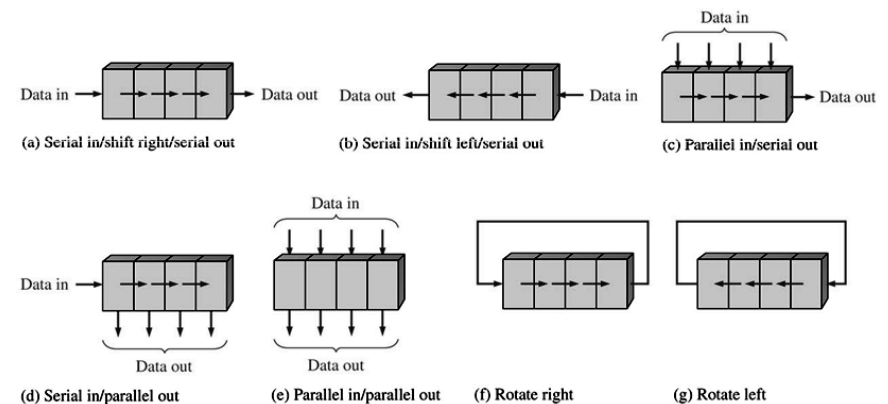 Data in
Data out
(a) Serial in/shift right/serial out
Data out
Data in
(b) Serial in/shift left/serial out
Data in
Data out
(c) Parallel in/serial out
Data in
Data out
(d) Serial in/parallel out
Data in
Data out
(e) Parallel in/parallel out
(f) Rotate right
(g) Rotate left